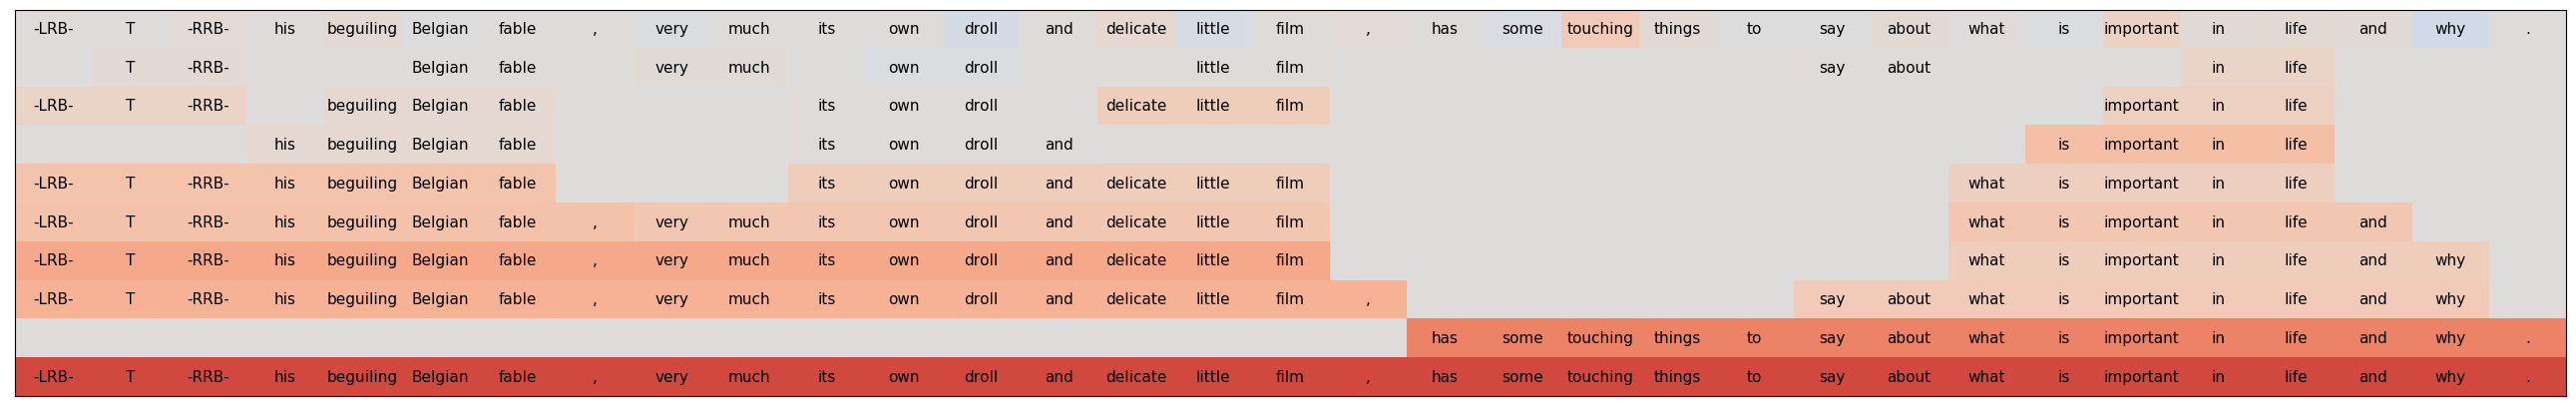 -LRB- T -RRB- his beguiling Belgian fable , very much its own droll and delicate little film , has some touching things to say about what is important in life and why .
T -RRB- Belgian fable very much own droll little film say about in life
-LRB- T -RRB- beguiling Belgian fable its own droll delicate little film important in life
his beguiling Belgian fable its own droll and is important in life
-LRB- T -RRB- his beguiling Belgian fable its own droll and delicate little film what is important in life
-LRB- T -RRB- his beguiling Belgian fable , very much its own droll and delicate little film what is important in life and
-LRB- T -RRB- his beguiling Belgian fable , very much its own droll and delicate little film what is important in life and why
-LRB- T -RRB- his beguiling Belgian fable , very much its own droll and delicate little film , say about what is important in life and why
has some touching things to say about what is important in life and why .
-LRB- T -RRB- his beguiling Belgian fable , very much its own droll and delicate little film , has some touching things to say about what is important in life and why .